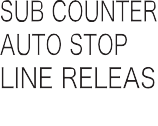 SUB COUNTER
AUTO STOP
LINE RELEAS